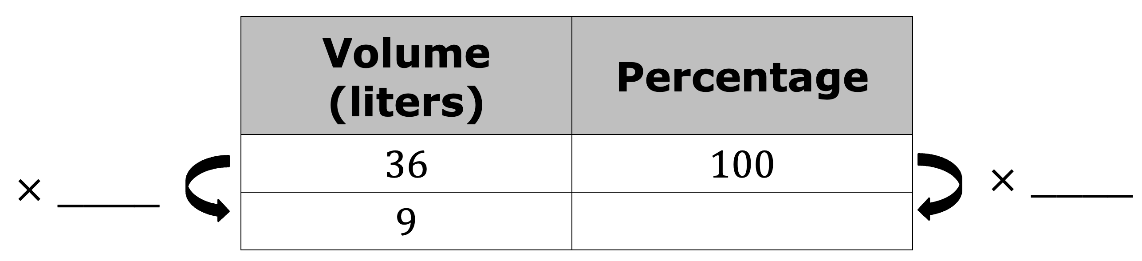 Volume
(liters)
Percentage
36 100
× _____ × _____
9